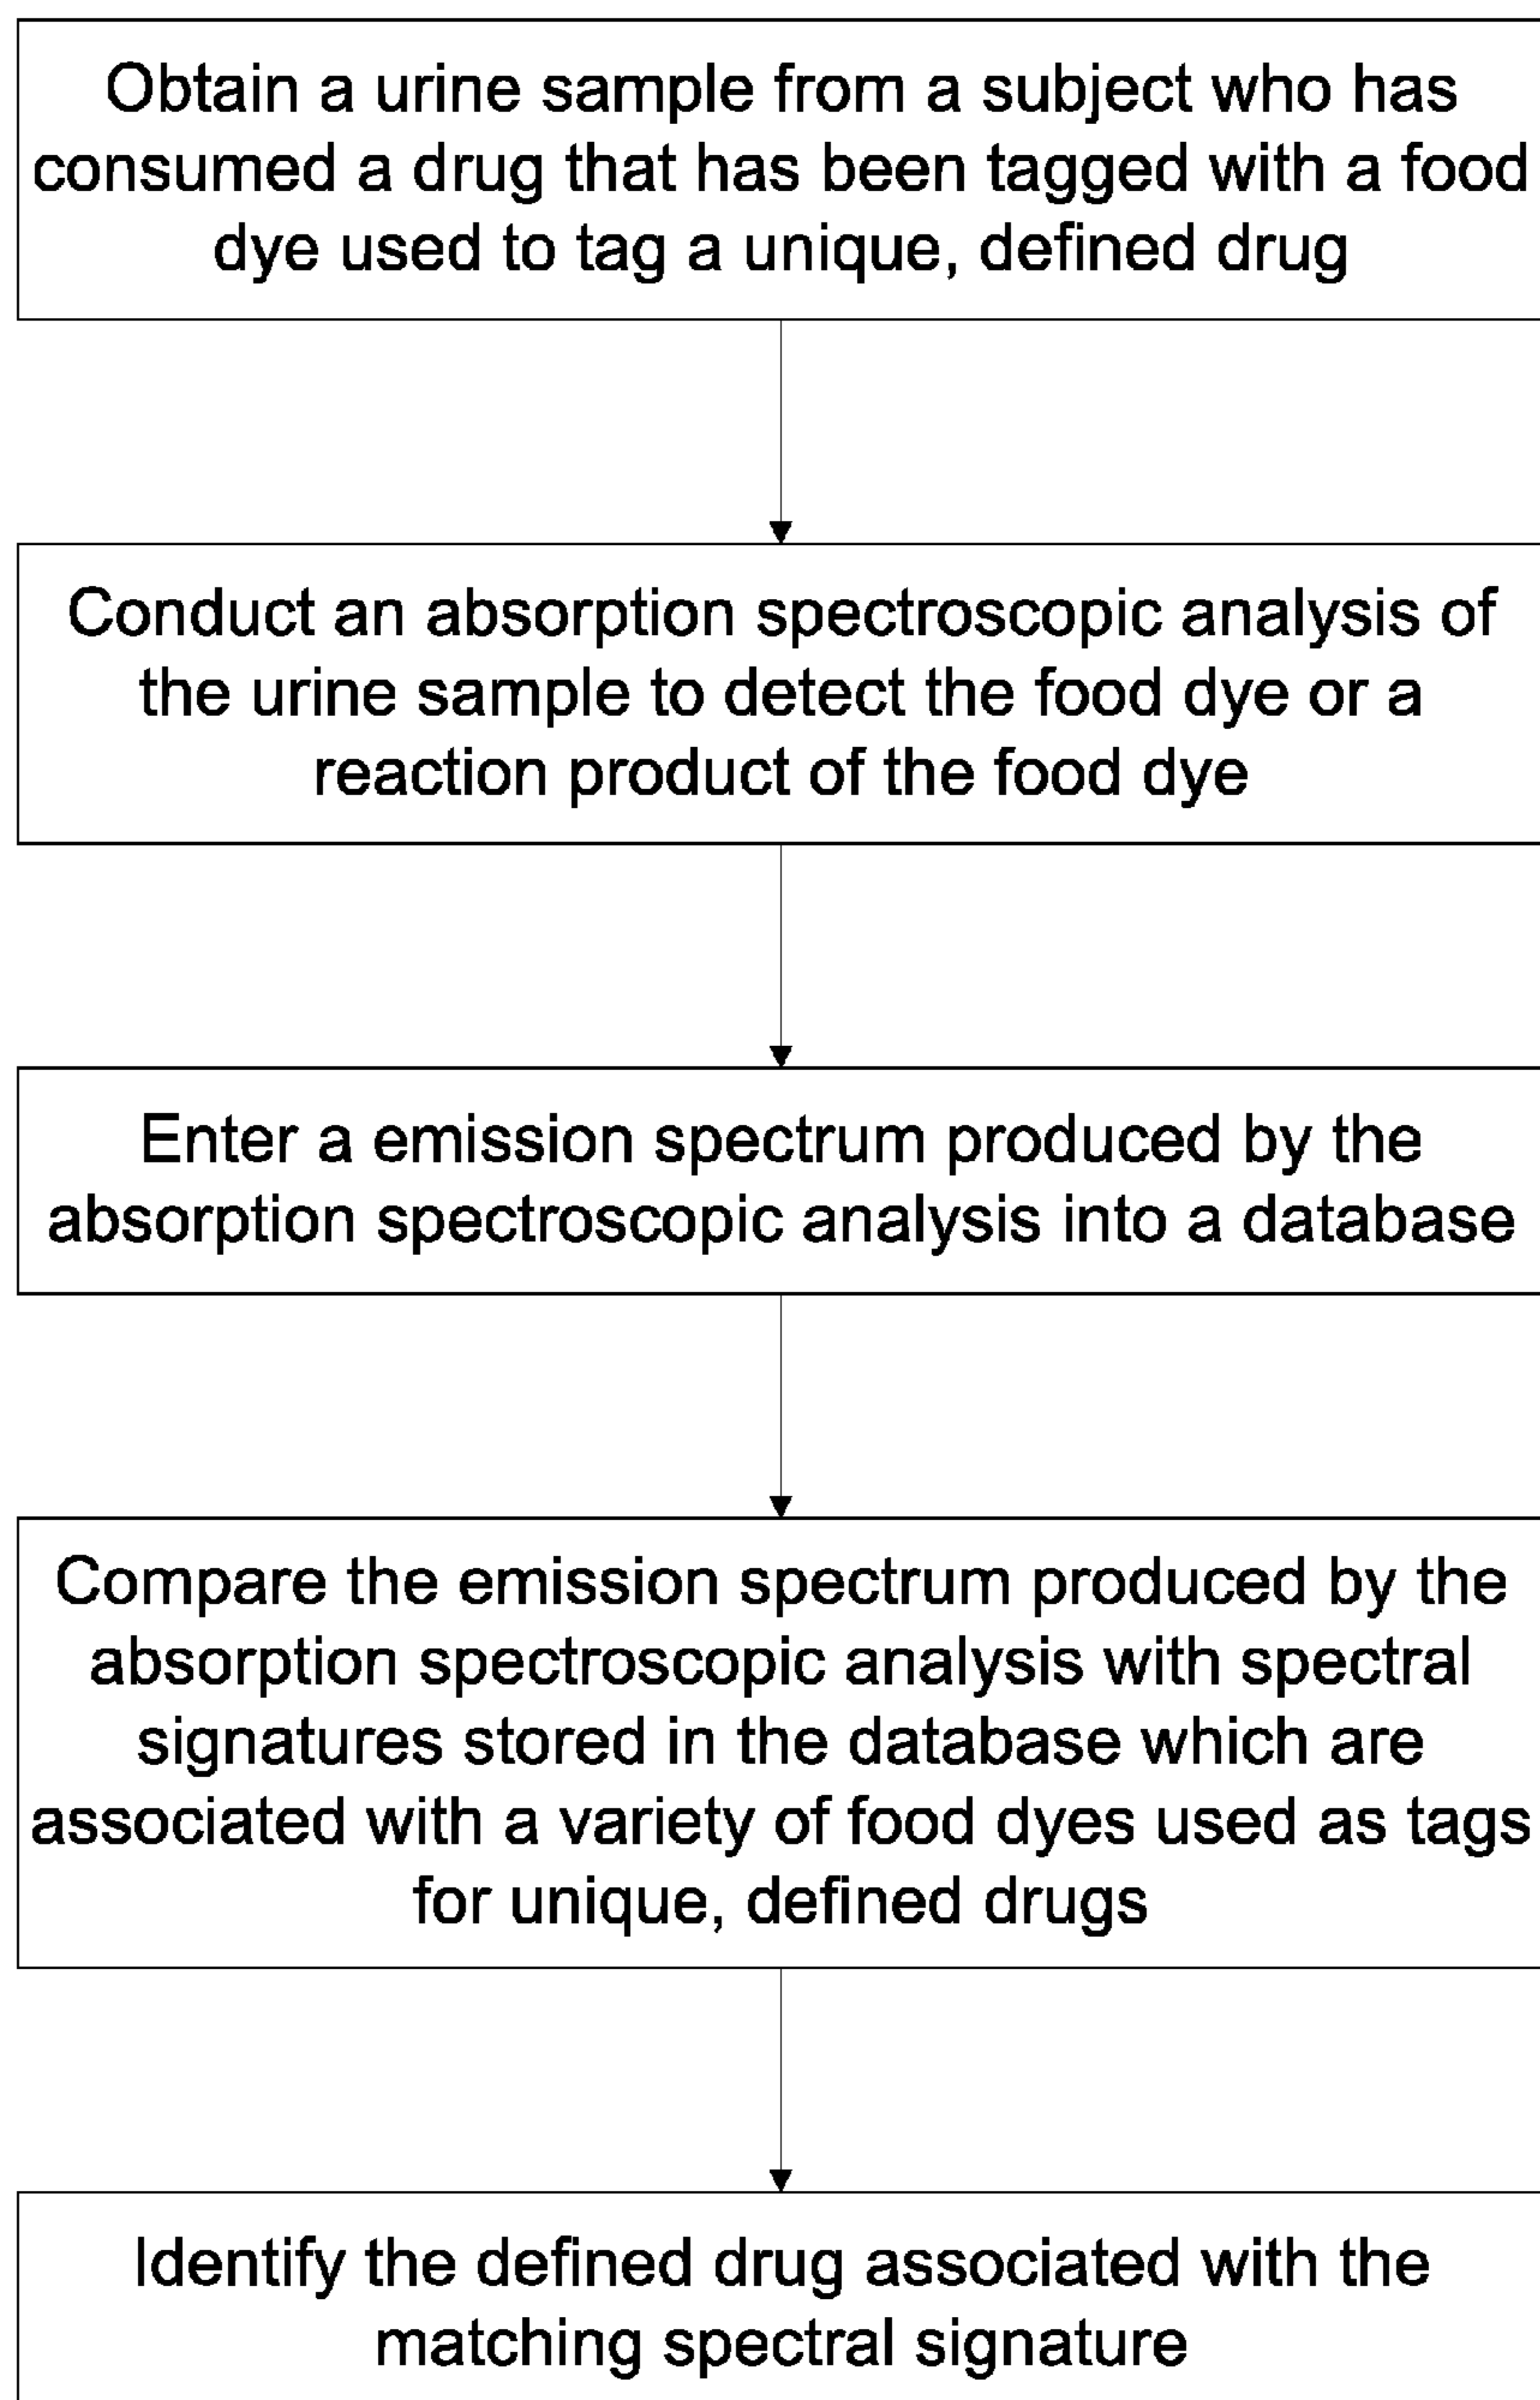 Obtain a urine sample from a subject who has
consumed a drug that has been tagged with a food
dye used to tag a unique, defined drug
Conduct an absorption spectroscopic analysis of
the urine sample to detect the food dye or a
reaction product of the food dye
Enter a emission spectrum produced by the
absorption spectroscopic analysis into a database
Compare the emission spectrum produced by the
absorption spectroscopic analysis with spectral
signatures stored in the database which are
associated with a variety of food dyes used as tags
for unique, defined drugs
Identify the defined drug associated with the
matching spectral signature